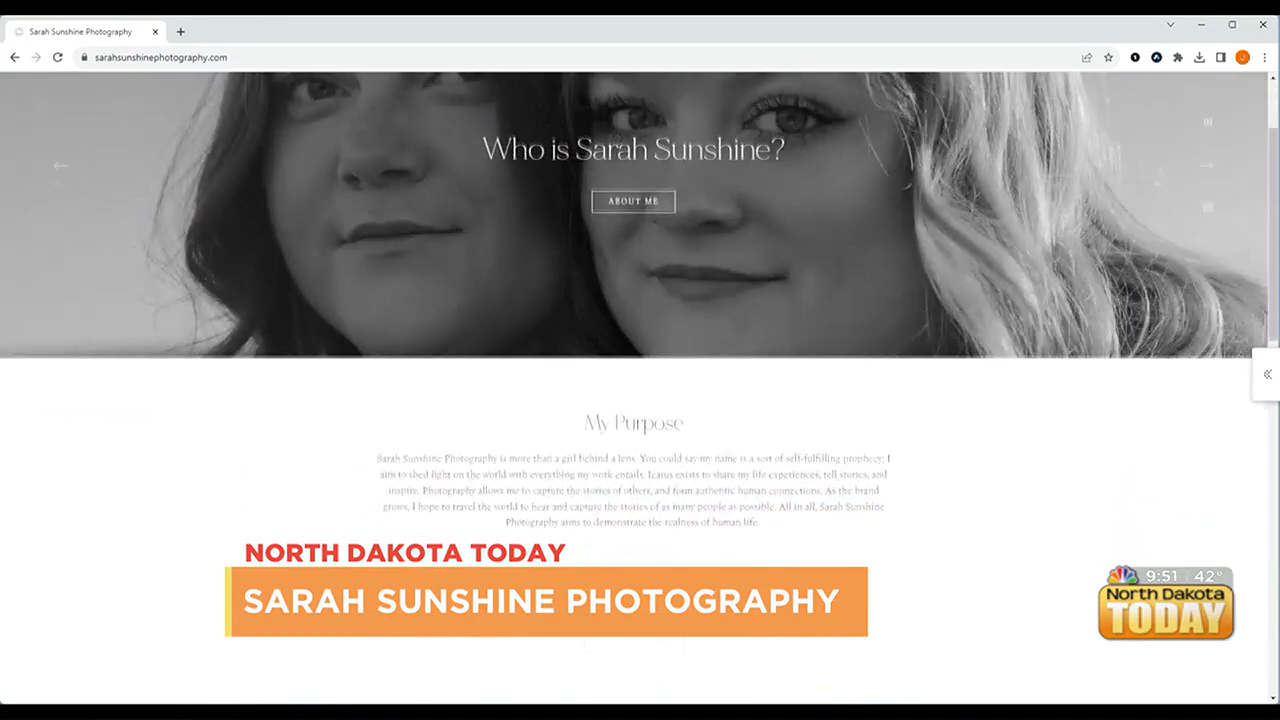 Sarah Sunshine Photography
sarahsunshinephotography.com
Who is Sarah Sunshine?
ABOUT ME
My Purpose
Sarah Sunshine Photography is more than a girl behind a lens. You could say my name is a sort of self-fulfilling prophecy; I
aim to shed light on the world with everything my work entails. Icarus exists to share my life experiences, tell stories, and
inspire. Photography allows me to capture the stories of others, and form authentic human connections. As the brand
grows, I hope to travel the world to hear and capture the stories of as many people as possible. All in all, Sarah Sunshine
Photography aims to demonstrate the realness of human life.
NORTH DAKOTA TODAY
SARAH SUNSHINE PHOTOGRAPHY
9:51 42°
North Dakota
TODAY